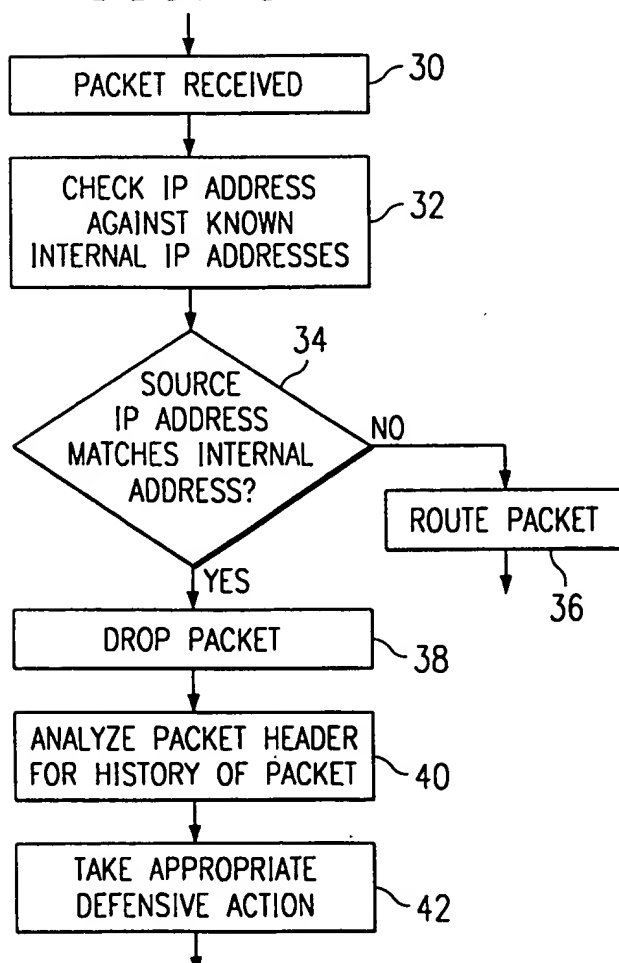 PACKET RECEIVED
30
CHECK IP ADDRESS
AGAINST KNOWN
INTERNAL IP ADDRESSES
32
34
SOURCE
IP ADDRESS
MATCHES INTERNAL
ADDRESS?
NO
ROUTE PACKET
36
YES
DROP PACKET
38
ANALYZE PACKET HEADER
FOR HISTORY OF PACKET
40
TAKE APPROPRIATE
DEFENSIVE ACTION
42